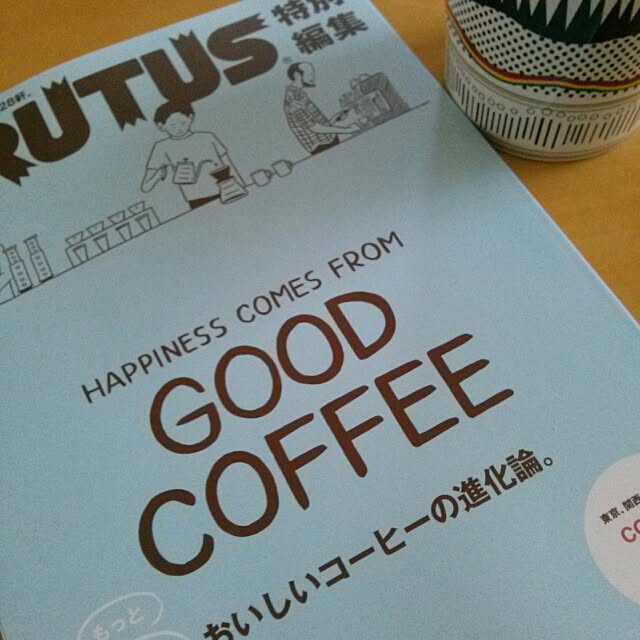 RUTUS
特別
編集
HAPPINESS COMES FROM
GOOD
COFFEE
もっと
おいしいコーヒーの進化論。
東京、関西
CO